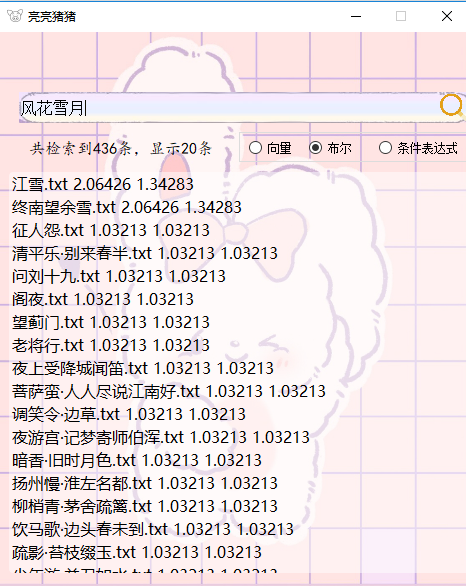 亮亮猪猪
风花雪月
共检索到436条，显示20条
向量 布尔 条件表达式
江雪.txt 2.06426 1.34283
终南望余雪.txt 2.06426 1.34283
征人怨.txt 1.03213 1.03213
清平乐·别来春半.txt 1.03213 1.03213
问刘十九.txt 1.03213 1.03213
阁夜.txt 1.03213 1.03213
望蓟门.txt 1.03213 1.03213
老将行.txt 1.03213 1.03213
夜上受降城闻笛.txt 1.03213 1.03213
菩萨蛮·人人尽说江南好.txt 1.03213 1.03213
调笑令·边草.txt 1.03213 1.03213
夜游宫·记梦寄师伯浑.txt 1.03213 1.03213
暗香·旧时月色.txt 1.03213 1.03213
扬州慢·淮左名都.txt 1.03213 1.03213
柳梢青·茅舍疏篱.txt 1.03213 1.03213
饮马歌·边头春未到.txt 1.03213 1.03213
疏影·苔枝缀玉.txt 1.03213 1.03213